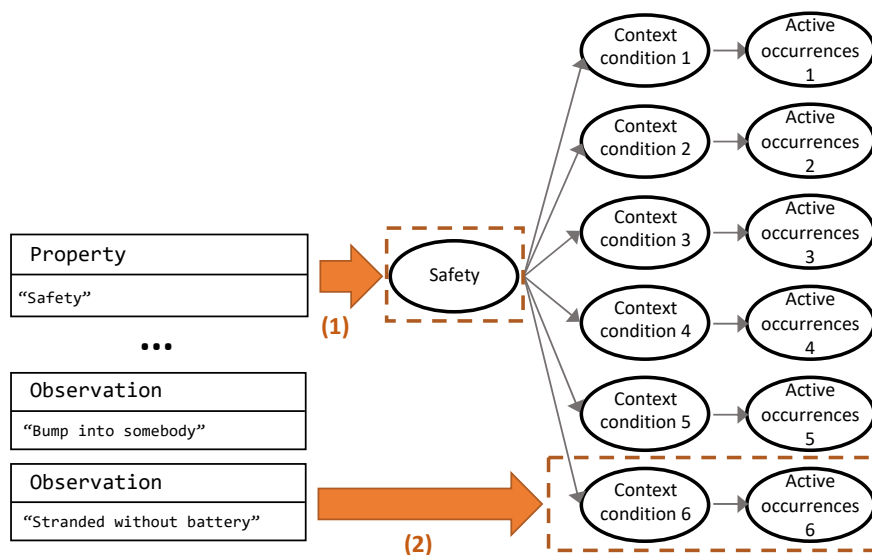 Context
condition 1
Active
occurrences
1
Context
condition 2
Active
occurrences
2
Property
“Safety”
(1)
Safety
Context
condition 3
Active
occurrences
3
...
Context
condition 4
Active
occurrences
4
Observation
“Bump into somebody”
Context
condition 5
Active
occurrences
5
Observation
“Stranded without battery”
(2)
Context
condition 6
Active
occurrences
6